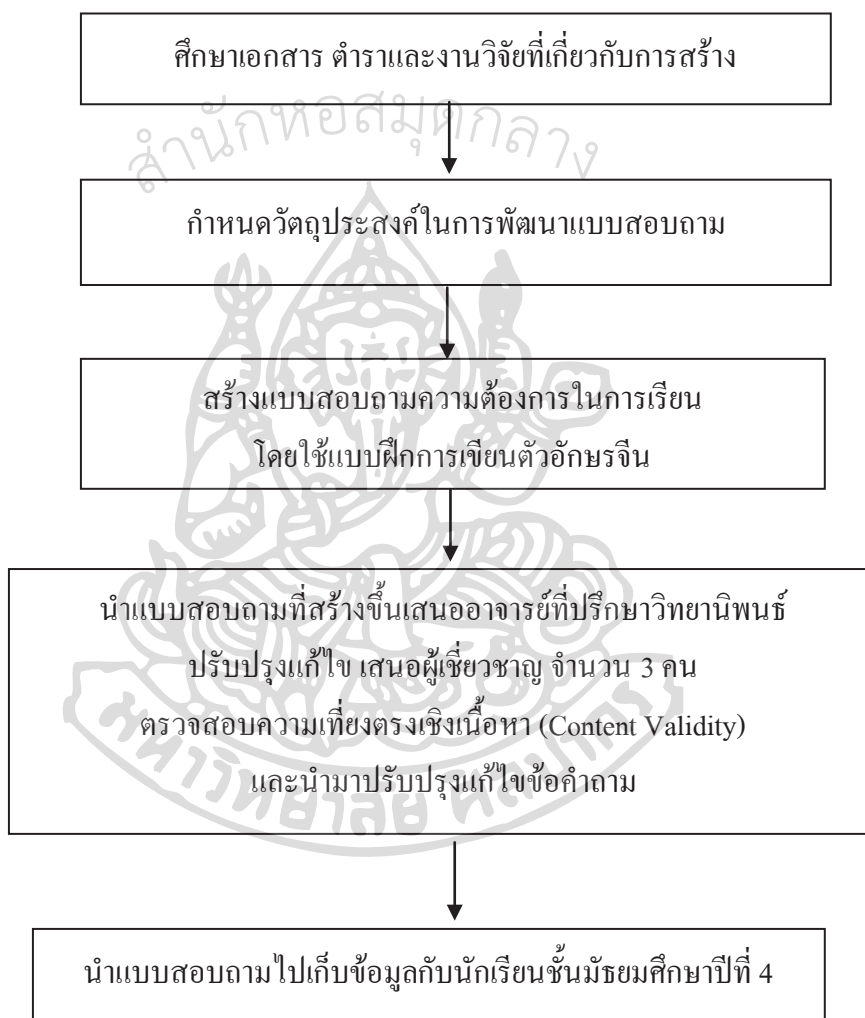 ศึกษาเอกสาร ตำราและงานวิจัยที่เกี่ยวกับการสร้าง
สำนักหอสมุดกลาง
กำหนดวัตถุประสงค์ในการพัฒนาแบบสอบถาม
สร้างแบบสอบถามความต้องการในการเรียน
โดยใช้แบบฝึกการเขียนตัวอักษรจีน
นำแบบสอบถามที่สร้างขึ้นเสนออาจารย์ที่ปรึกษาวิทยานิพนธ์
ปรับปรุงแก้ไข เสนอผู้เชี่ยวชาญ จำนวน 3 คน
ตรวจสอบความเที่ยงตรงเชิงเนื้อหา (Content Validity)
และนำมาปรับปรุงแก้ไขข้อคำถาม
มหาวิทยาลัย ศิลปากร
นำแบบสอบถามไปเก็บข้อมูลกับนักเรียนชั้นมัธยมศึกษาปีที่ 4